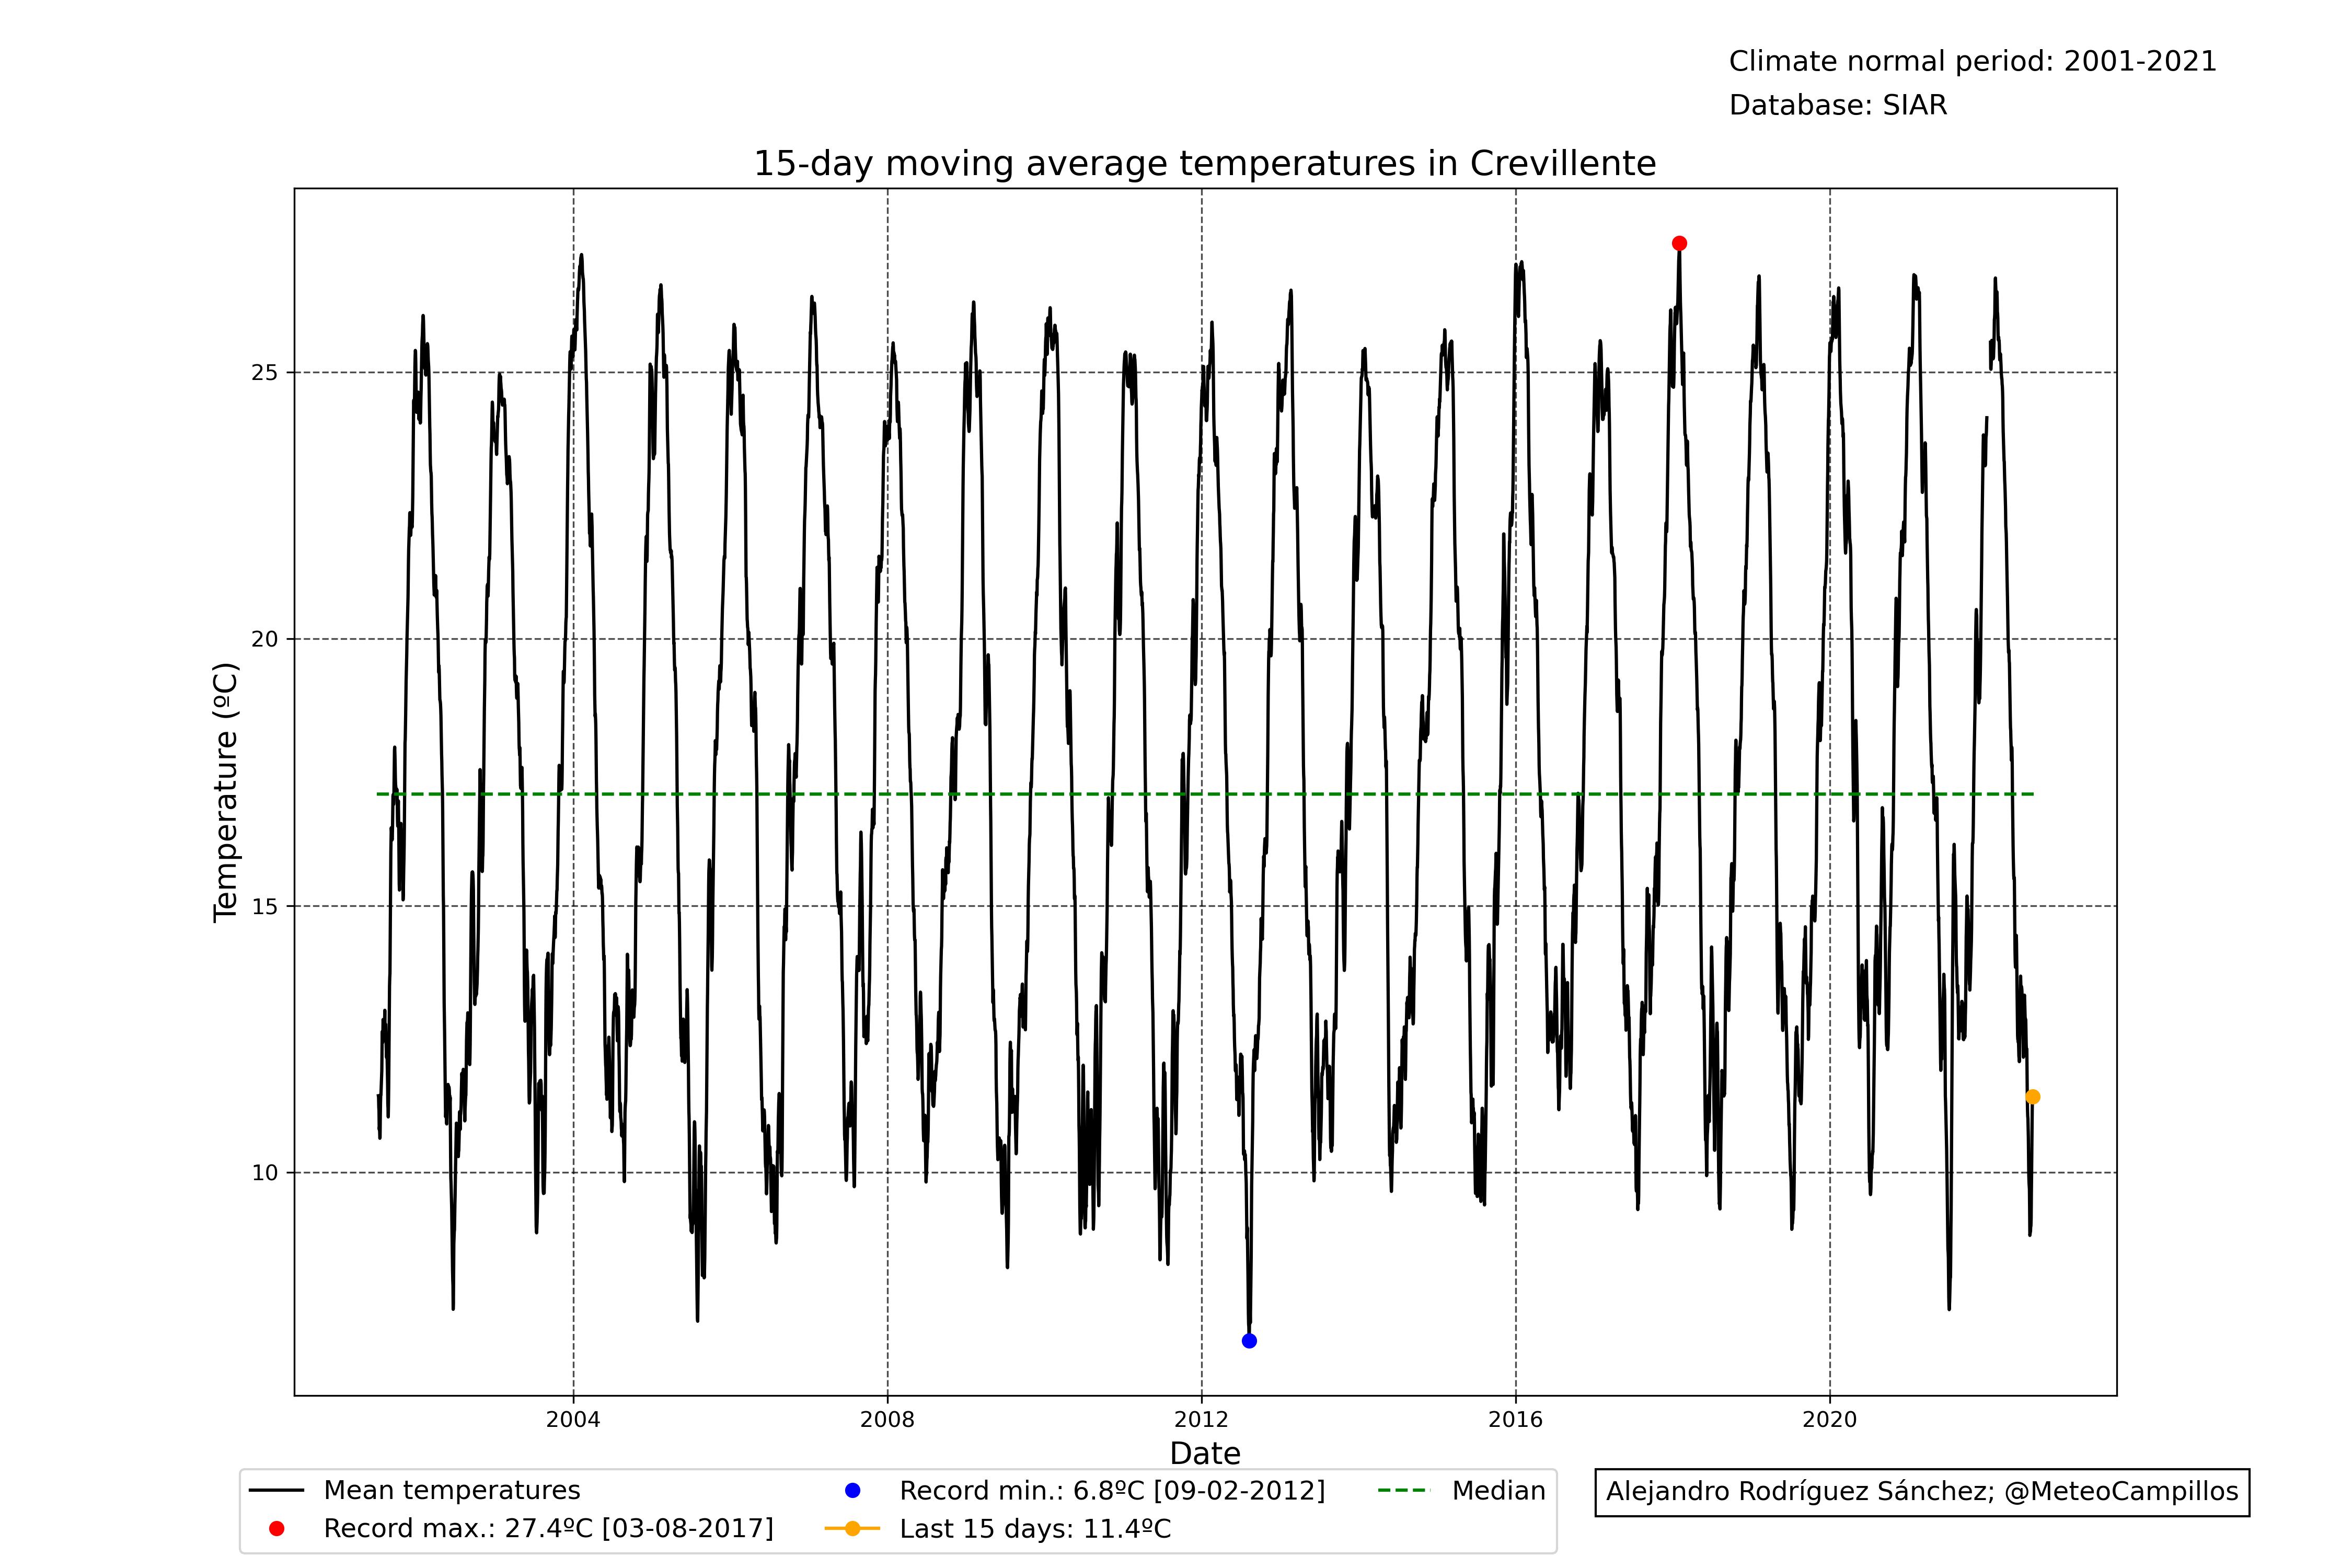 Climate normal period: 2001-2021
Database: SIAR
15-day moving average temperatures in Crevillente
25
20
15
10
Temperature (ºC)
2004 2008 2012 2016 2020
Date
Mean temperatures
Record max.: 27.4ºC [03-08-2017]
Record min.: 6.8ºC [09-02-2012]
Last 15 days: 11.4ºC
Median
Alejandro Rodríguez Sánchez; @MeteoCampillos